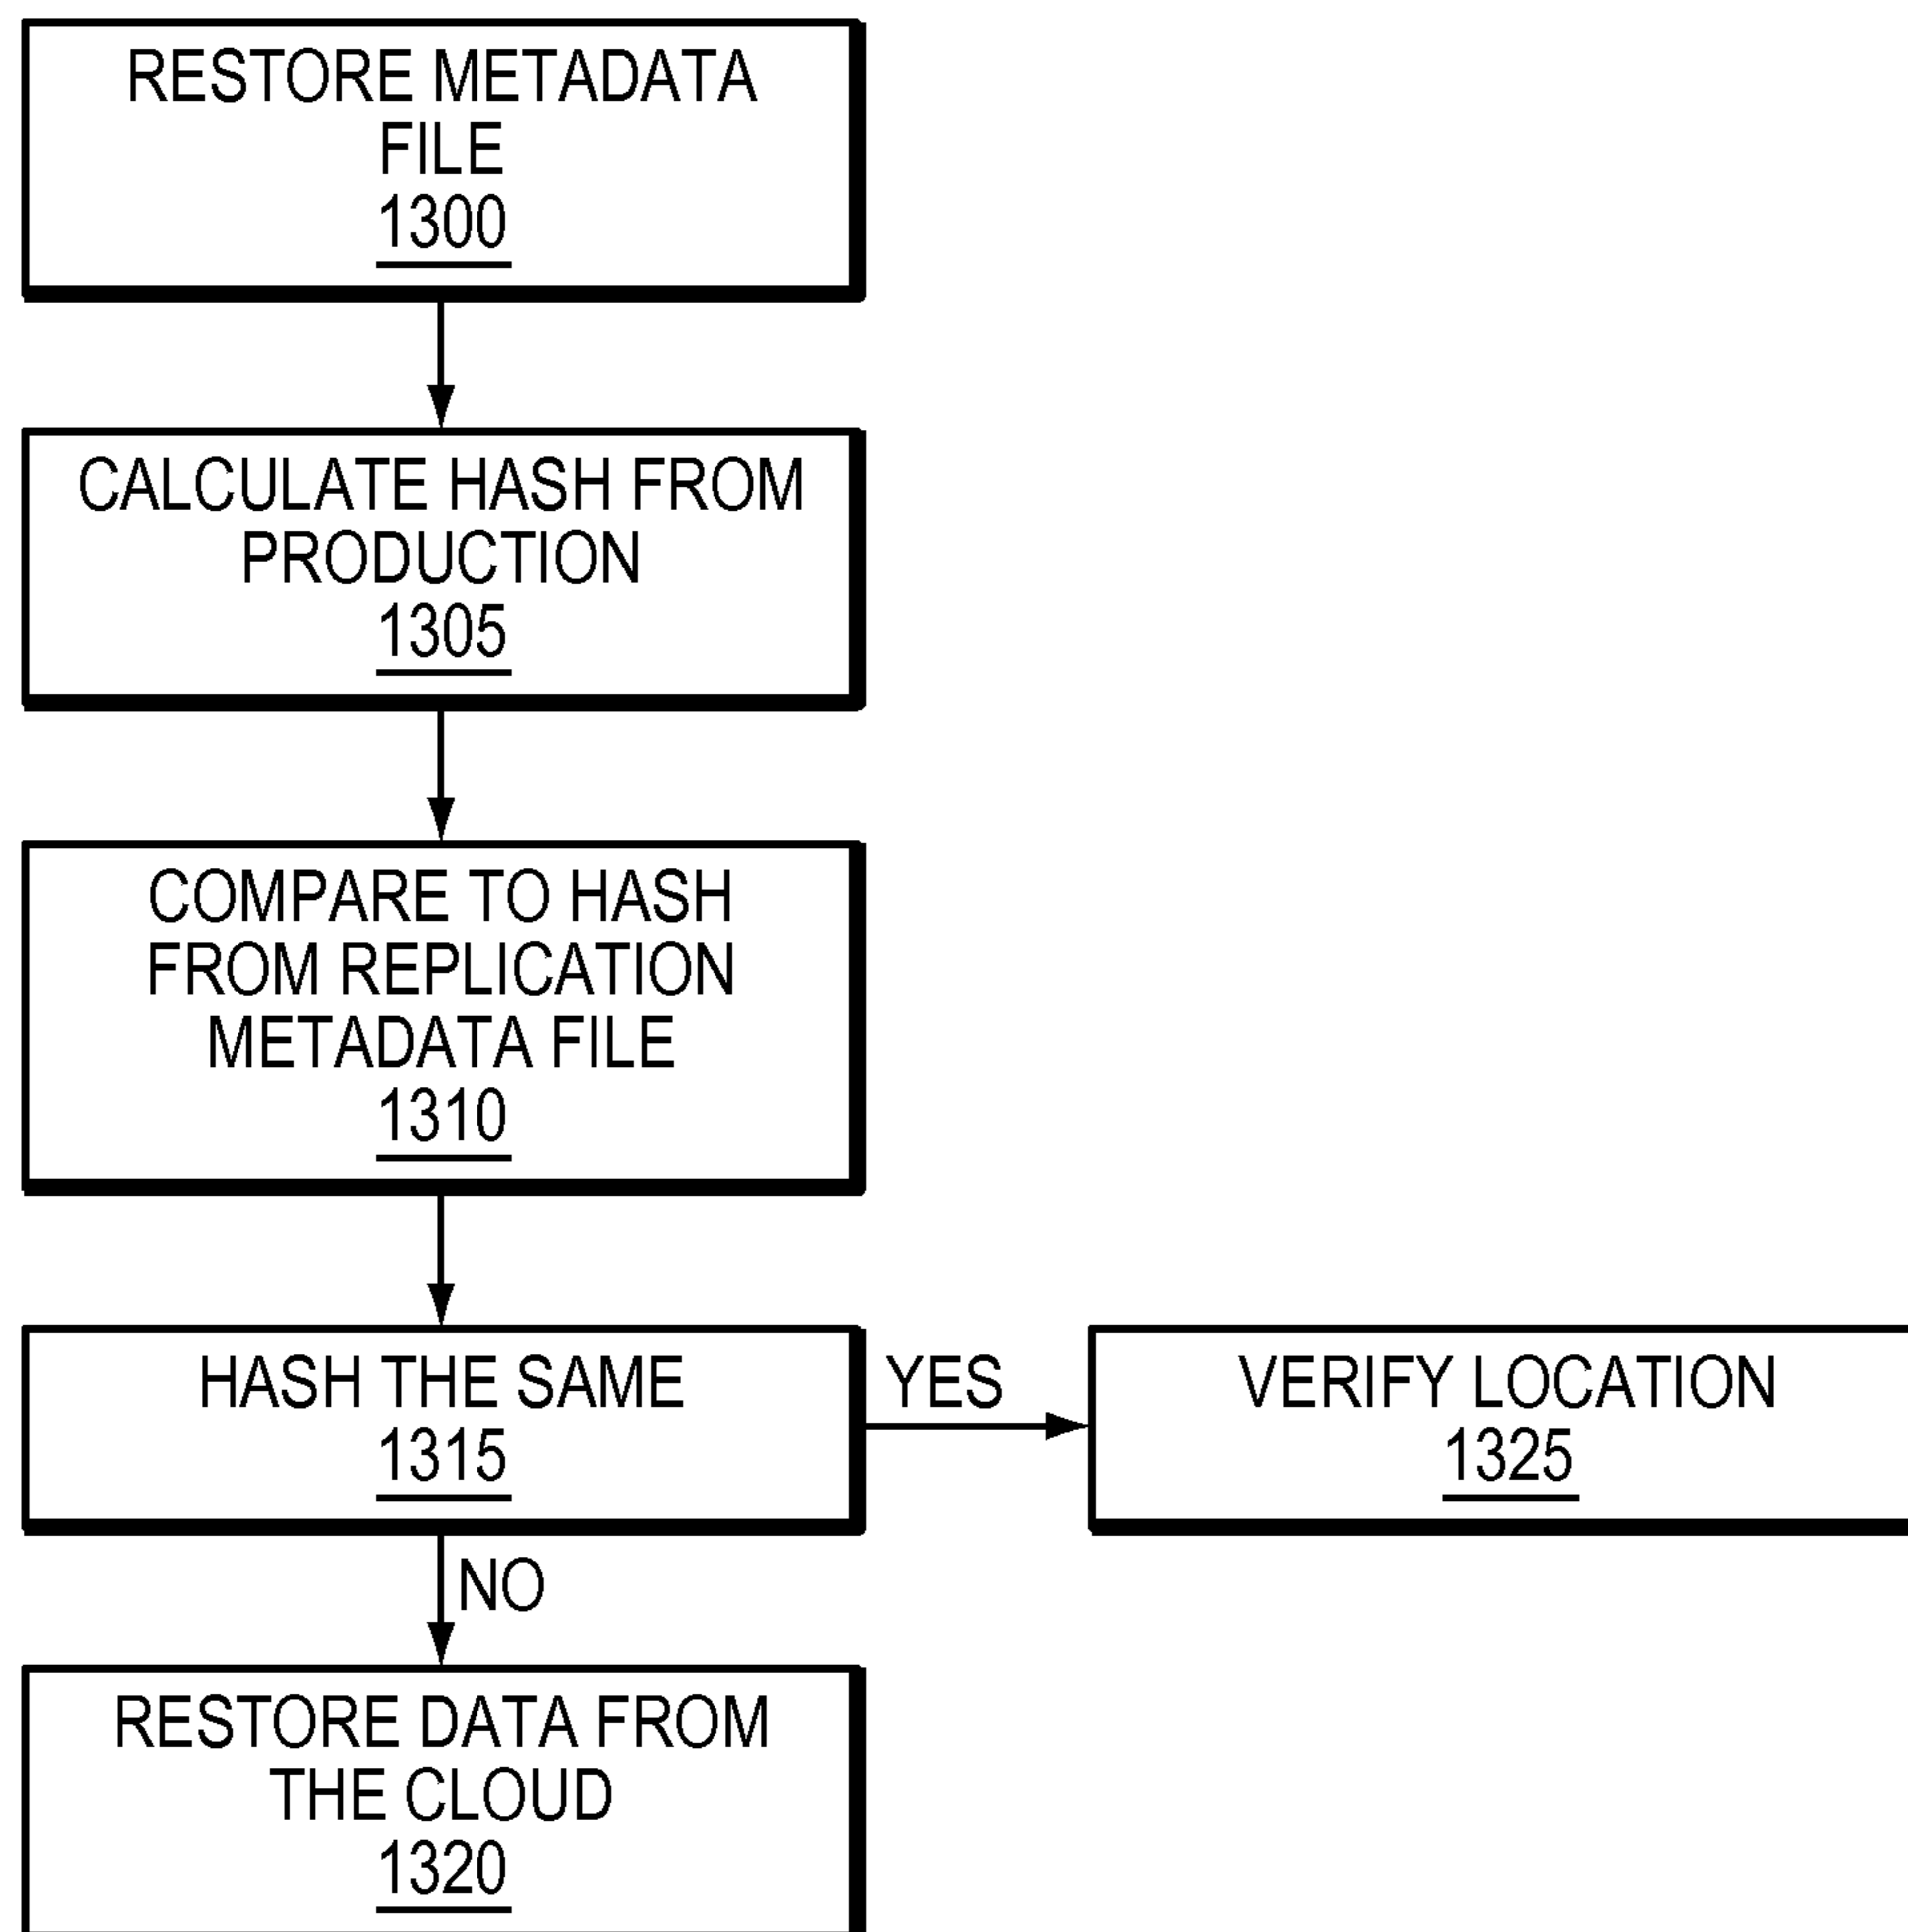 RESTORE METADATA
FILE
1300
CALCULATE HASH FROM
PRODUCTION
1305
COMPARE TO HASH
FROM REPLICATION
METADATA FILE
1310
HASH THE SAME
1315
YES
VERIFY LOCATION
1325
NO
RESTORE DATA FROM
THE CLOUD
1320